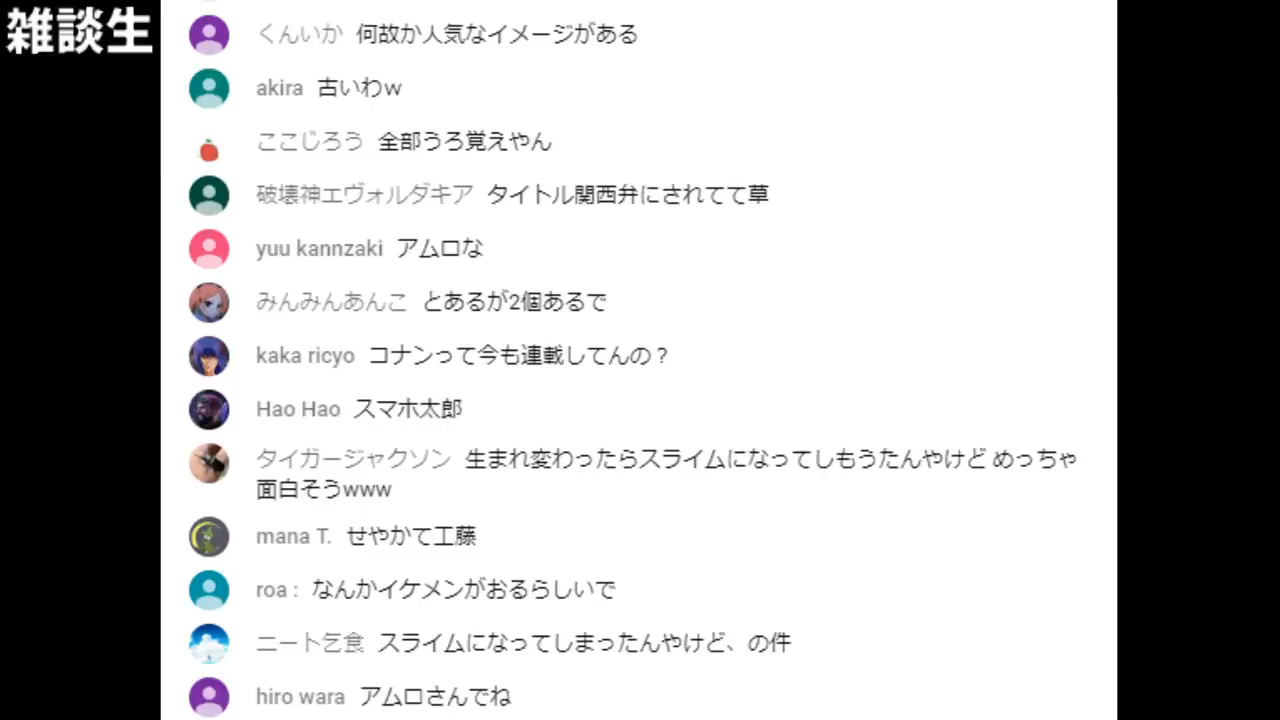 雑談生
くんいか 何故か人気なイメージがある
akira 古いわw
ここじろう 全部うろ覚えやん
破壊神エヴォルダキア タイトル関西弁にされてて草
yuu kannzaki アムロな
みんみんあんこ とあるが2個あるで
kaka ricyo コナンって今も連載してんの？
Hao Hao スマホ太郎
タイガージャクソン 生まれ変わったらスライムになってしもうたんやけど めっちゃ
面白そうwww
mana T. せやかて工藤
roa : なんかイケメンがおるらしいで
ニート乞食 スライムになってしまったんやけど、の件
hiro wara アムロさんでね